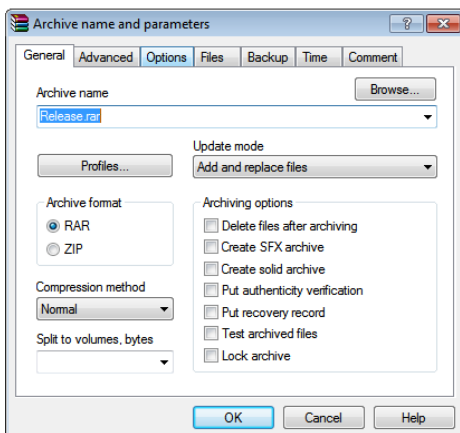 Archive name and parameters
General Advanced Options Files Backup Time Comment
Archive name
Browse...
Release.rar
Update mode
Profiles...
Add and replace files
Archive format
RAR
ZIP
Compression method
Normal
Split to volumes, bytes
Archiving options
Delete files after archiving
Create SFX archive
Create solid archive
Put authenticity verification
Put recovery record
Test archived files
Lock archive
OK Cancel Help